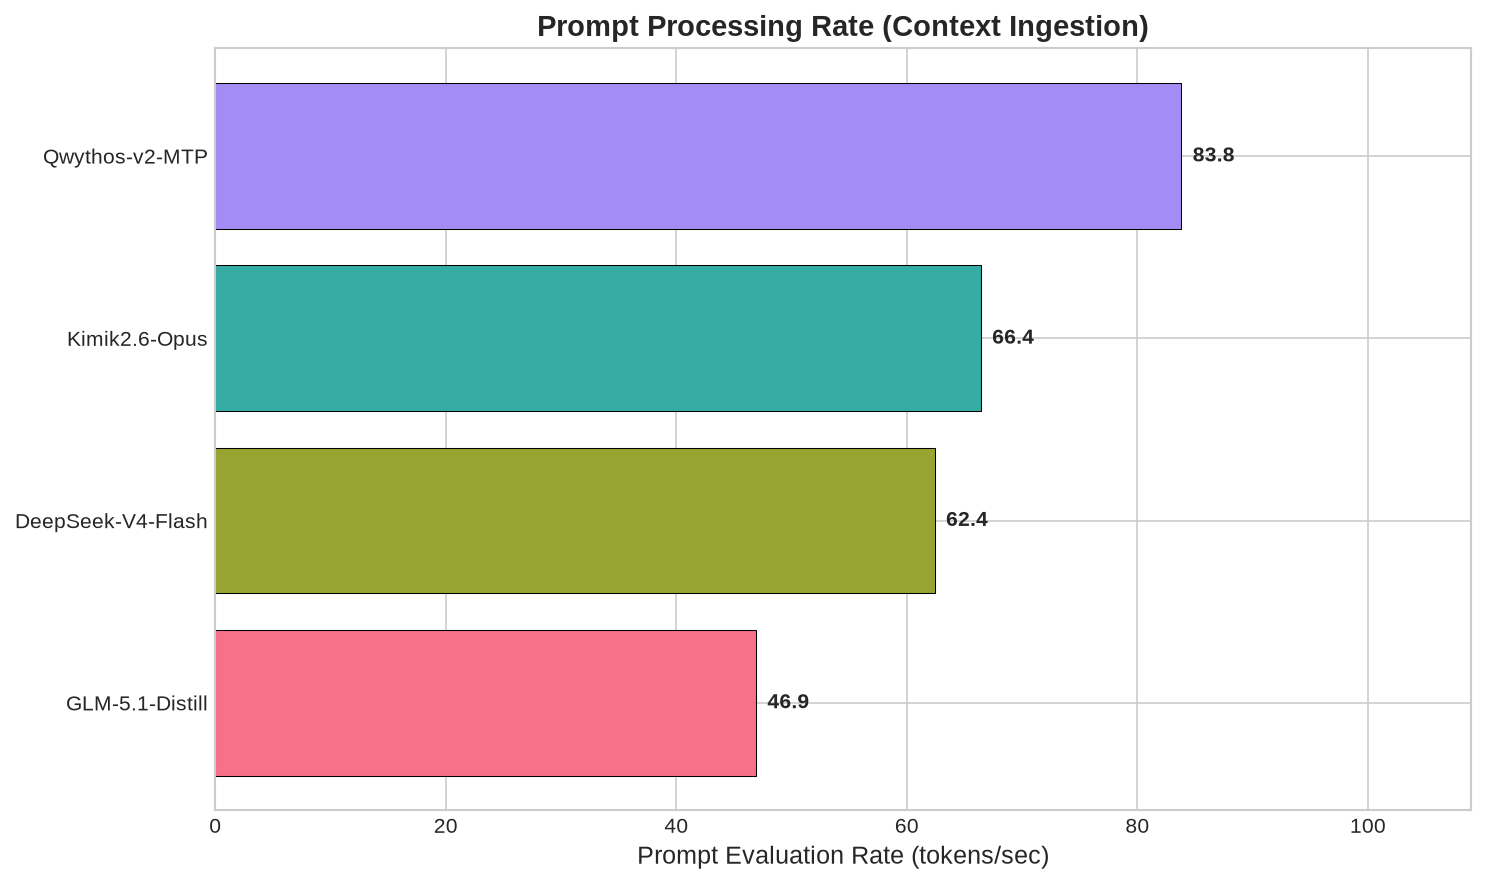 Prompt Processing Rate (Context Ingestion)
Qwythos-v2-MTP
83.8
Kimik2.6-Opus
66.4
DeepSeek-V4-Flash
62.4
GLM-5.1-Distill
46.9
0 20 40 60 80 100
Prompt Evaluation Rate (tokens/sec)